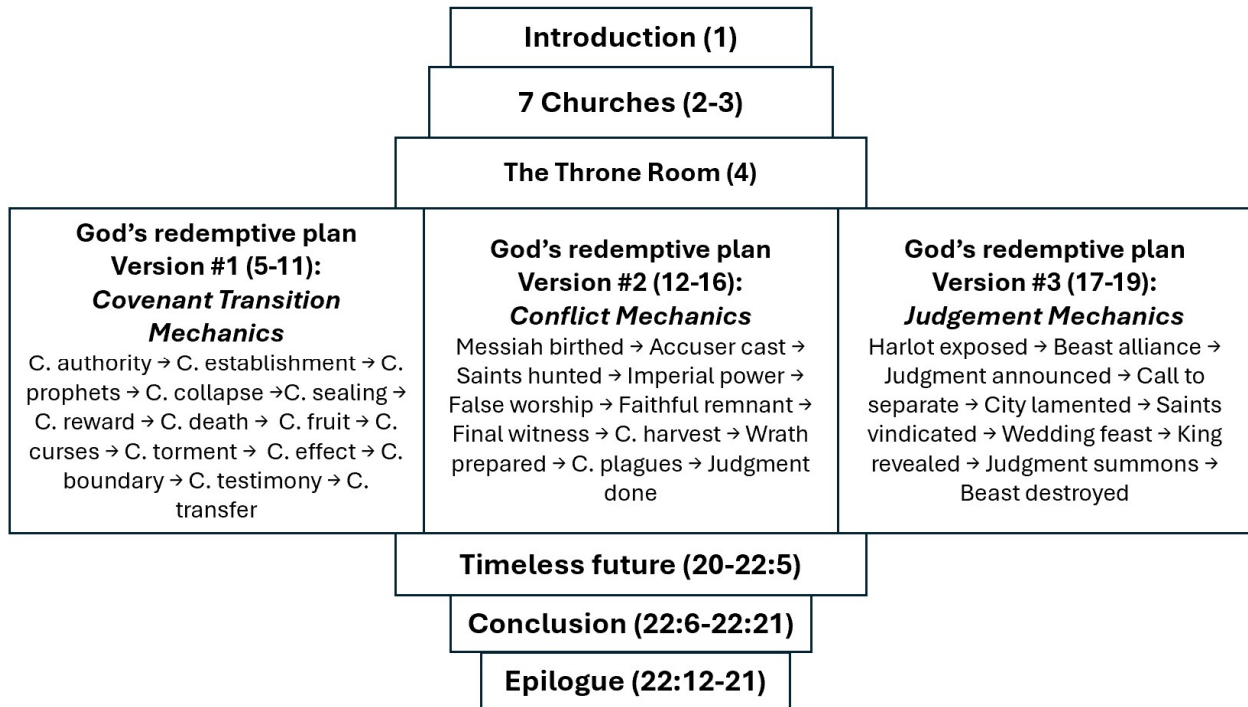 Introduction (1)
7 Churches (2-3)
The Throne Room (4)
God’s redemptive plan
Version #1 (5-11):
Covenant Transition
Mechanics
C. authority → C. establishment → C.
prophets → C. collapse →C. sealing →
C. reward → C. death → C. fruit → C.
curses → C. torment → C. effect → C.
boundary → C. testimony → C.
transfer
God’s redemptive plan
Version #2 (12-16):
Conflict Mechanics
Messiah birthed → Accuser cast →
Saints hunted → Imperial power →
False worship → Faithful remnant →
Final witness → C. harvest → Wrath
prepared → C. plagues → Judgment
done
God’s redemptive plan
Version #3 (17-19):
Judgement Mechanics
Harlot exposed → Beast alliance →
Judgment announced → Call to
separate → City lamented → Saints
vindicated → Wedding feast → King
revealed → Judgment summons →
Beast destroyed
Timeless future (20-22:5)
Conclusion (22:6-22:21)
Epilogue (22:12-21)